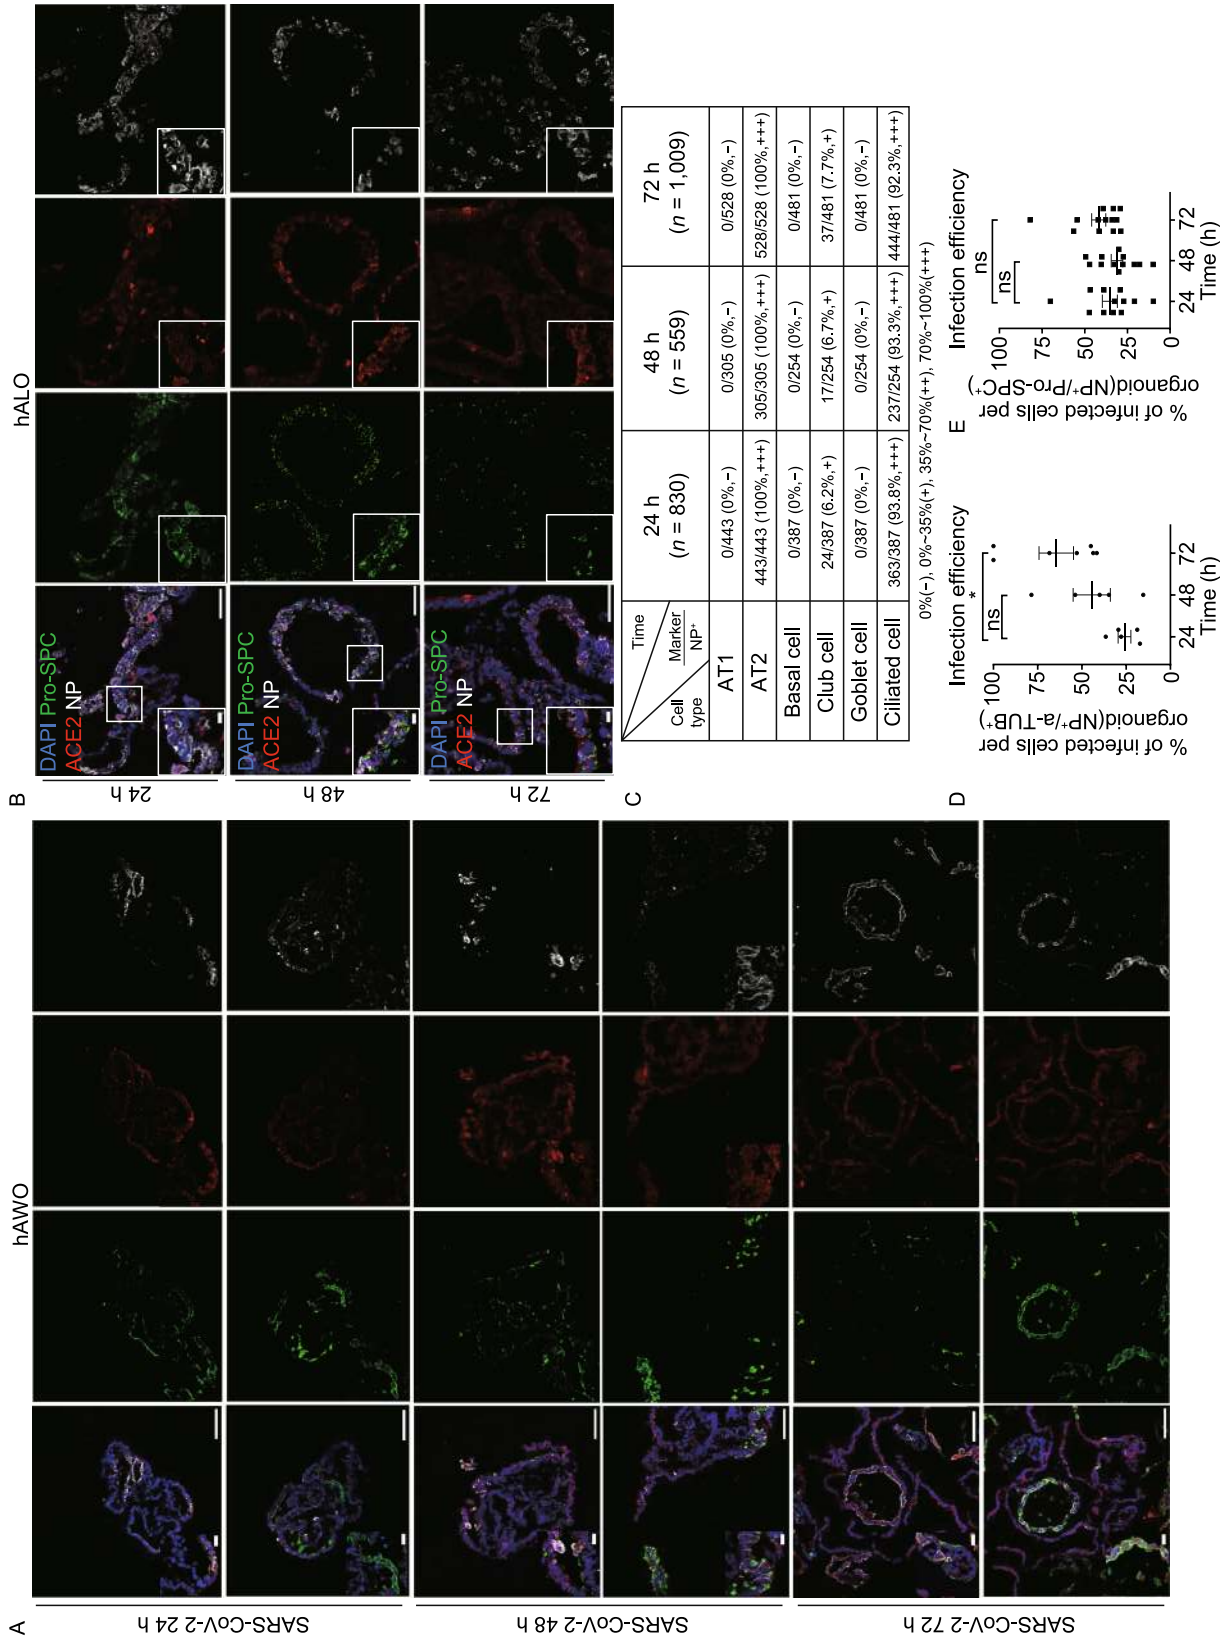 A
hAWO
SARS-CoV-2 24 h
SARS-CoV-2 48 h
SARS-CoV-2 72 h
B
hALO
24 h
DAPI Pro-SPC
ACE2 NP
48 h
DAPI Pro-SPC
ACE2 NP
72 h
DAPI Pro-SPC
ACE2 NP
C
Time
Marker
NP+
Cell
type
24 h
(n = 830)
48 h
(n = 559)
72 h
(n = 1,009)
AT1 0/443 (0%,−) 0/305 (0%,−) 0/528 (0%,−)
AT2 443/443 (100%,+++) 305/305 (100%,+++) 528/528 (100%,+++)
Basal cell 0/387 (0%,−) 0/254 (0%,−) 0/481 (0%,−)
Club cell 24/387 (6.2%,+) 17/254 (6.7%,+) 37/481 (7.7%,+)
Goblet cell 0/387 (0%,−) 0/254 (0%,−) 0/481 (0%,−)
Ciliated cell 363/387 (93.8%,+++) 237/254 (93.3%,+++) 444/481 (92.3%,+++)
0%(−), 0%~35%(+), 35%~70%(++), 70%~100%(+++)
D
Infection efficiency
% of infected cells per
organoid(NP+/a-TUB+)
100
75
50
25
0
*
ns
24 48 72
Time (h)
E
Infection efficiency
% of infected cells per
organoid(NP+/Pro-SPC+)
100
75
50
25
0
ns
ns
24 48 72
Time (h)